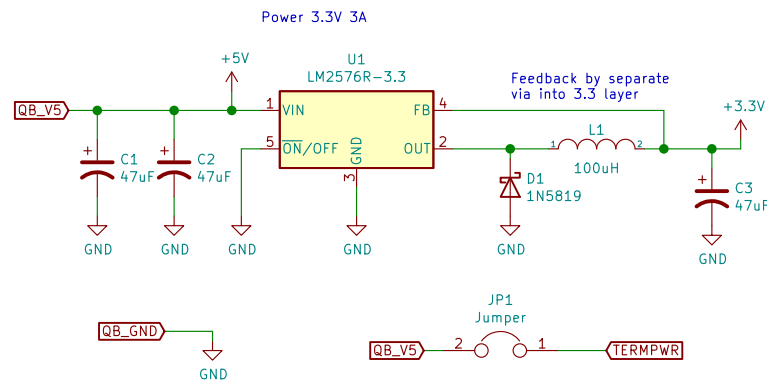 Power 3.3V 3A
+5V
U1
LM2576R-3.3
Feedback by separate
via into 3.3 layer
QB_V5
1
VIN
FB
4
+3.3V
5
ON/OFF
GND
OUT
2
3
L1
1
2
100uH
C1
47uF
C2
47uF
D1
1N5819
C3
47uF
GND
GND
GND
GND
GND
GND
QB_GND
GND
JP1
Jumper
QB_V5
2
1
TERMPWR